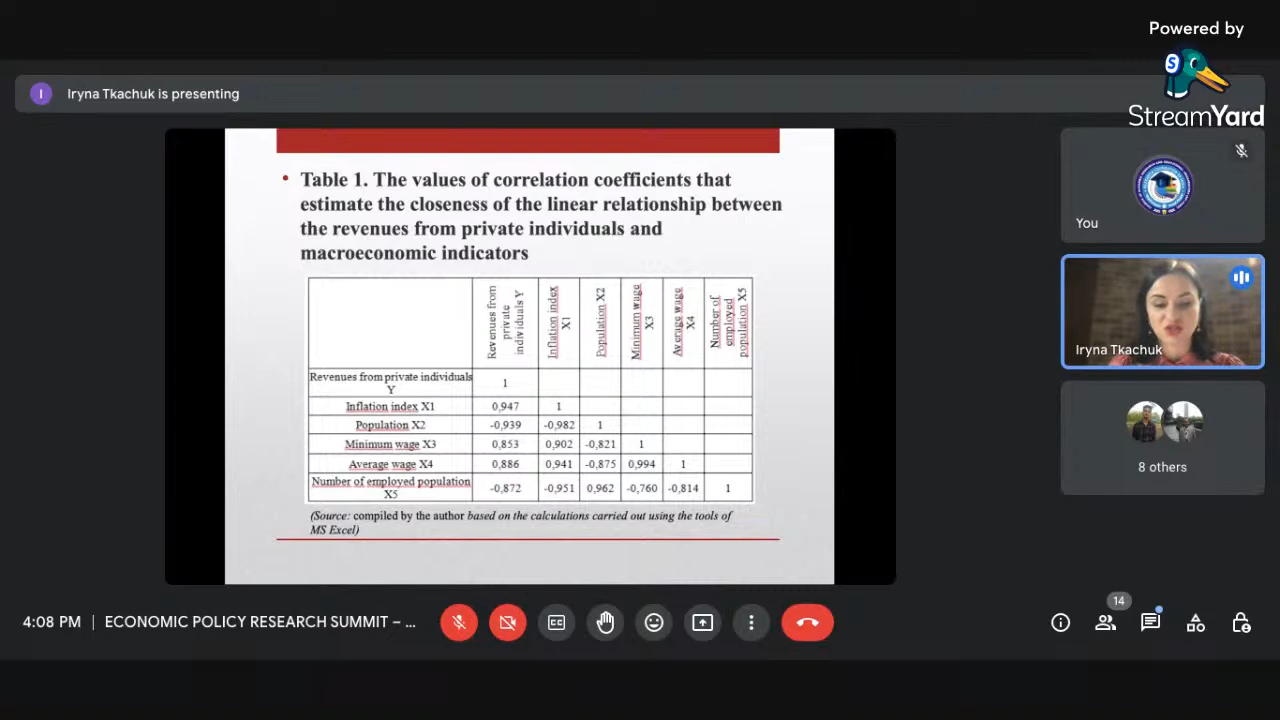 Powered by
StreamYard
I
Iryna Tkachuk is presenting
• Table 1. The values of correlation coefficients that
estimate the closeness of the linear relationship between
the revenues from private individuals and
macroeconomic indicators
Revenues from private individuals Y
Inflation index X1
Population X2
Minimum wage X3
Average wage X4
Number of employed population X5
Revenues from private individuals Y 1
Inflation index X1 0,947 1
Population X2 -0,939 -0,982 1
Minimum wage X3 0,853 0,902 -0,821 1
Average wage X4 0,886 0,941 -0,875 0,994 1
Number of employed population X5 -0,872 -0,951 0,962 -0,760 -0,814 1
(Source: compiled by the author based on the calculations carried out using the tools of
MS Excel)
You
Iryna Tkachuk
8 others
14
4:08 PM | ECONOMIC POLICY RESEARCH SUMMIT – ...